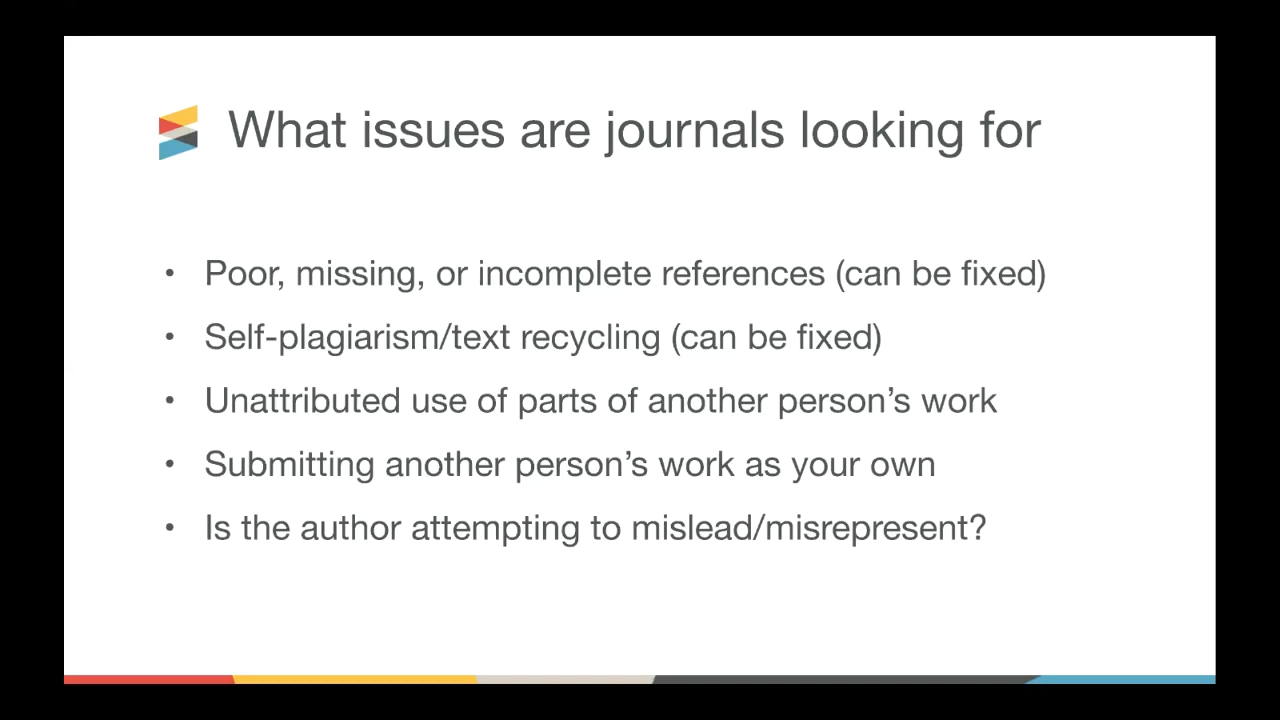 What issues are journals looking for
• Poor, missing, or incomplete references (can be fixed)
• Self-plagiarism/text recycling (can be fixed)
• Unattributed use of parts of another person’s work
• Submitting another person’s work as your own
• Is the author attempting to mislead/misrepresent?